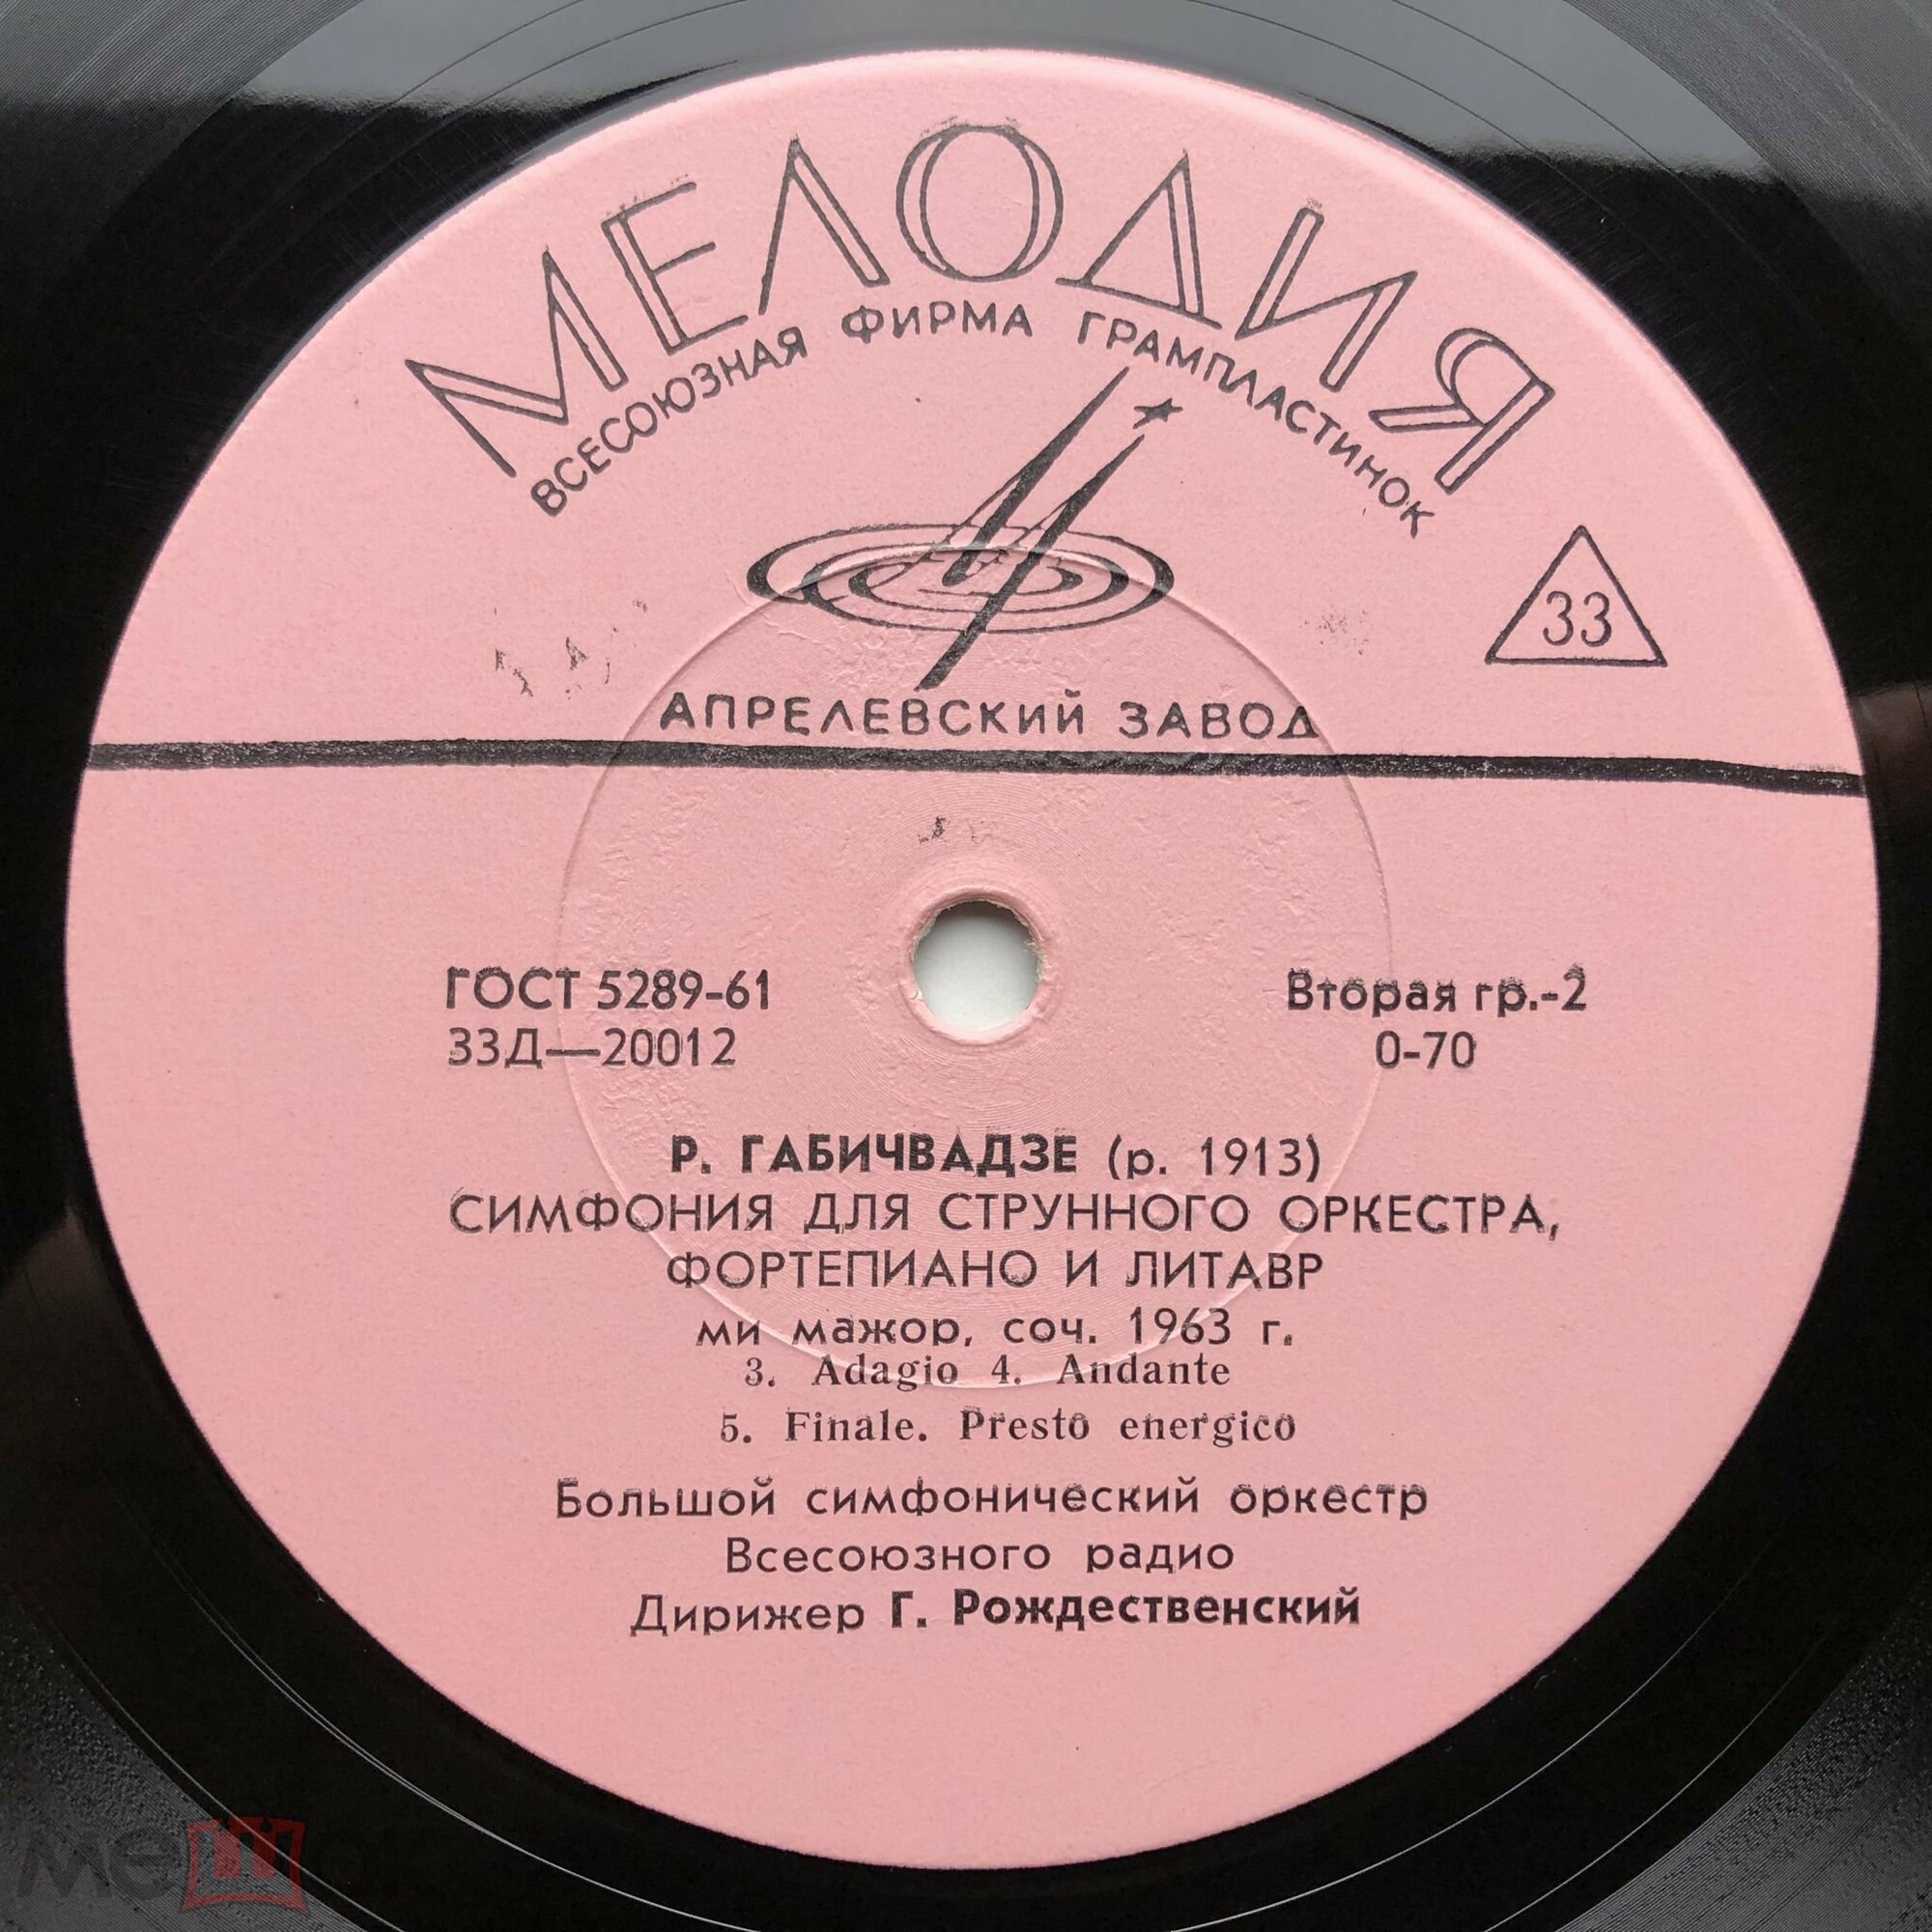 МЕЛОДИЯ
ВСЕСОЮЗНАЯ ФИРМА ГРАМПЛАСТИНОК
33
АПРЕЛЕВСКИЙ ЗАВОД
ГОСТ 5289-61
Вторая гр.-2
33Д—20012
0-70
Р. ГАБИЧВАДЗЕ (р. 1913)
СИМФОНИЯ ДЛЯ СТРУННОГО ОРКЕСТРА,
ФОРТЕПИАНО И ЛИТАВР
ми мажор, соч. 1963 г.
3. Adagio 4. Andante
5. Finale. Presto energico
Большой симфонический оркестр
Всесоюзного радио
Дирижер Г. Рождественский